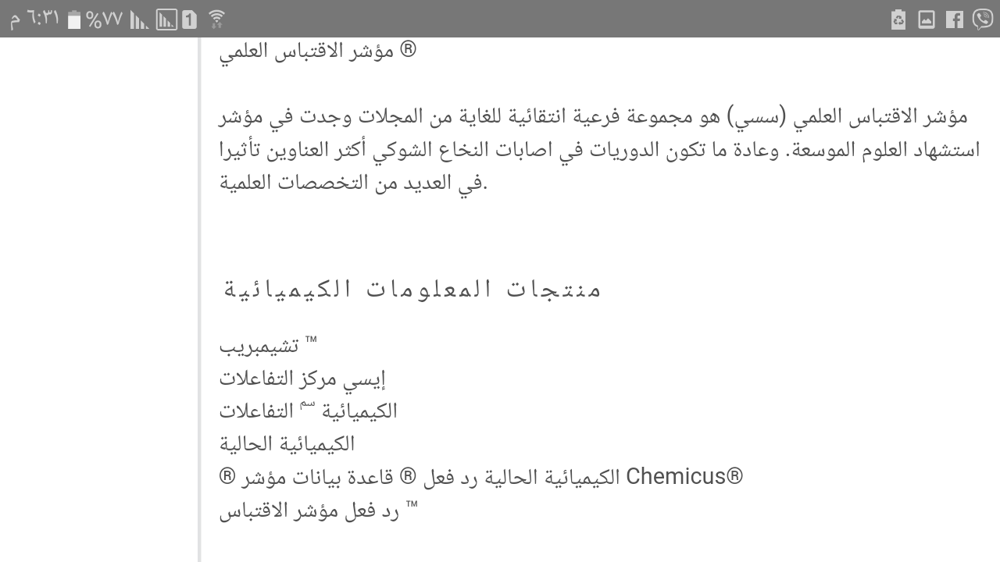 ٦:٣١ م %٧٧ 1
مؤشر الاقتباس العلمي ®
مؤشر الاقتباس العلمي (سسي) هو مجموعة فرعية انتقائية للغاية من المجلات وجدت في مؤشر
استشهاد العلوم الموسعة. وعادة ما تكون الدوريات في اصابات النخاع الشوكي أكثر العناوين تأثيرا
في العديد من التخصصات العلمية.
منتجات المعلومات الكيميائية
تشيمبريب ™
إيسي مركز التفاعلات
الكيميائية سم التفاعلات
الكيميائية الحالية
® الكيميائية الحالية رد فعل ® قاعدة بيانات مؤشر Chemicus®
رد فعل مؤشر الاقتباس ™